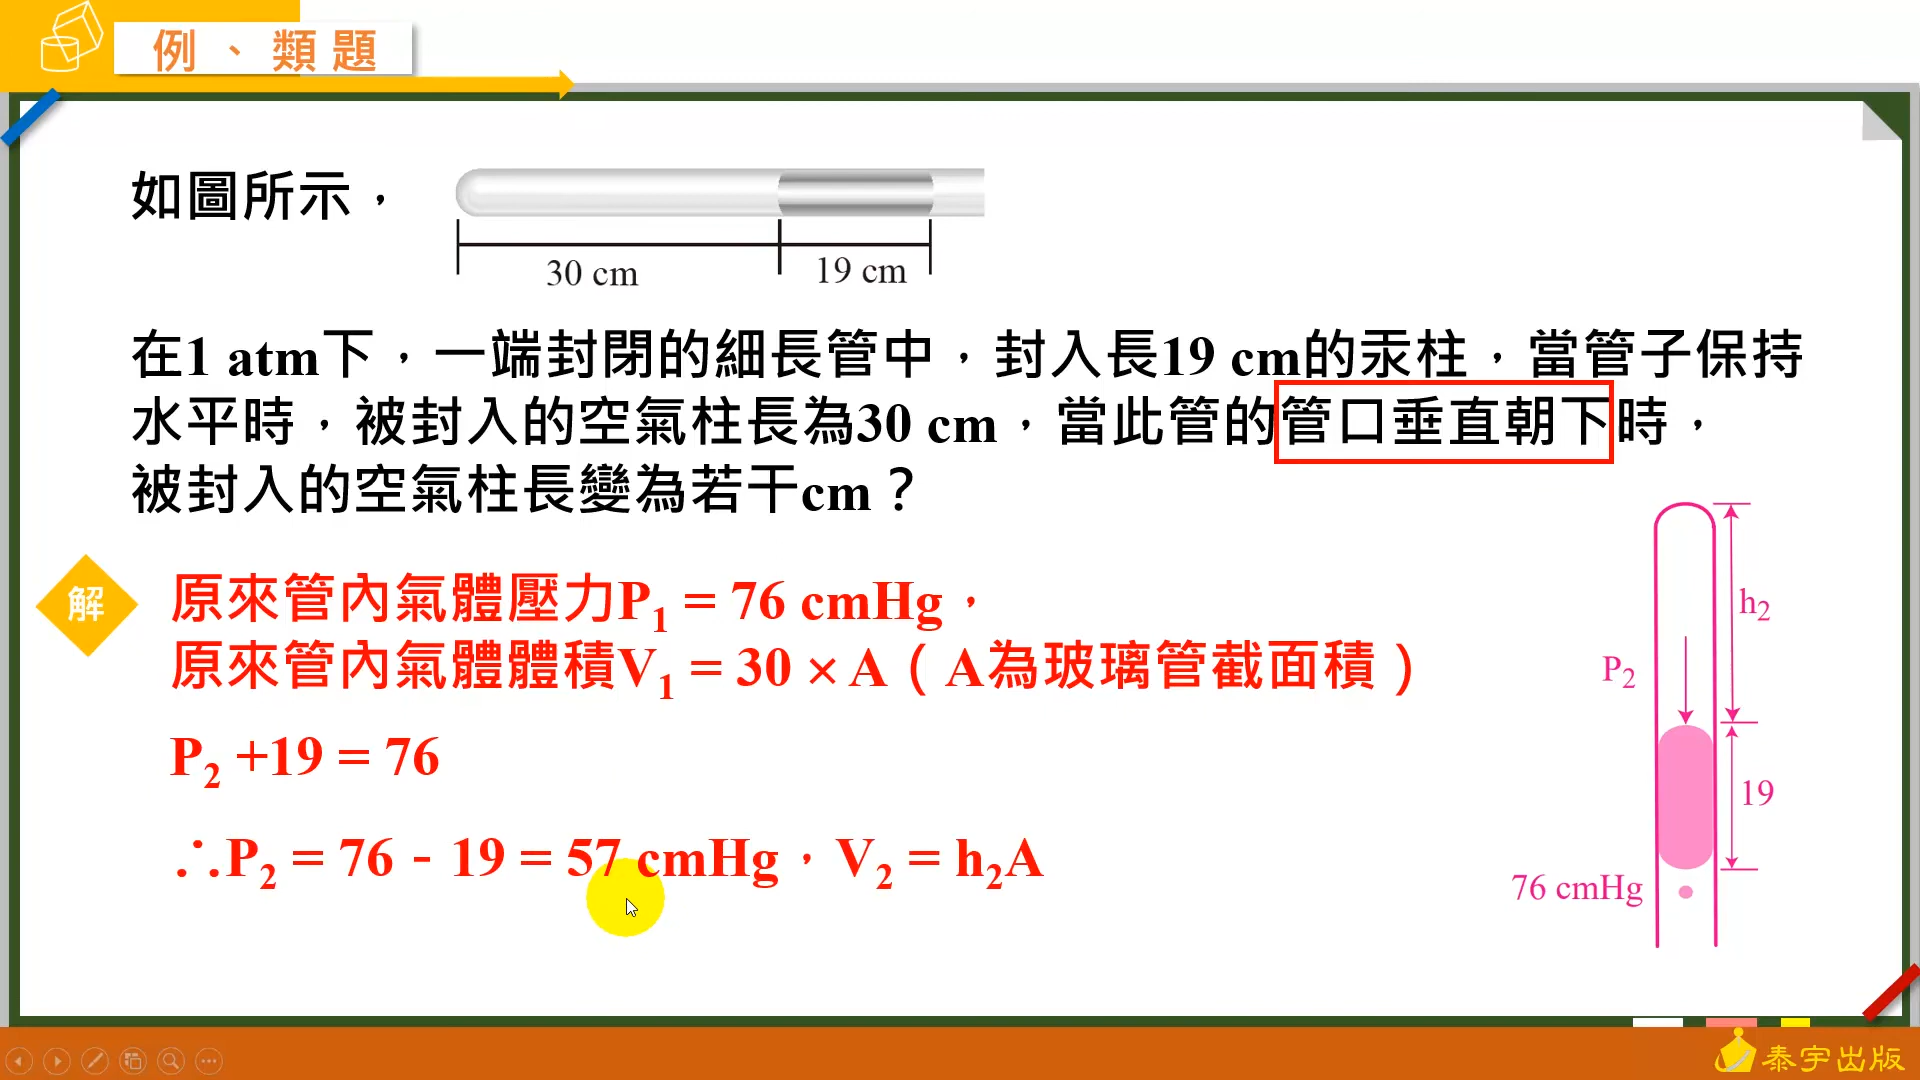 例、類題
如圖所示，
30 cm
19 cm
在1 atm下，一端封閉的細長管中，封入長19 cm的汞柱，當管子保持
水平時，被封入的空氣柱長為30 cm，當此管的管口垂直朝下時，
被封入的空氣柱長變為若干cm？
解
原來管內氣體壓力P₁ = 76 cmHg，
原來管內氣體體積V₁ = 30 × A（A為玻璃管截面積）
P₂ +19 = 76
∴P₂ = 76 - 19 = 57 cmHg，V₂ = h₂A
h₂
P₂
19
76 cmHg
泰宇出版